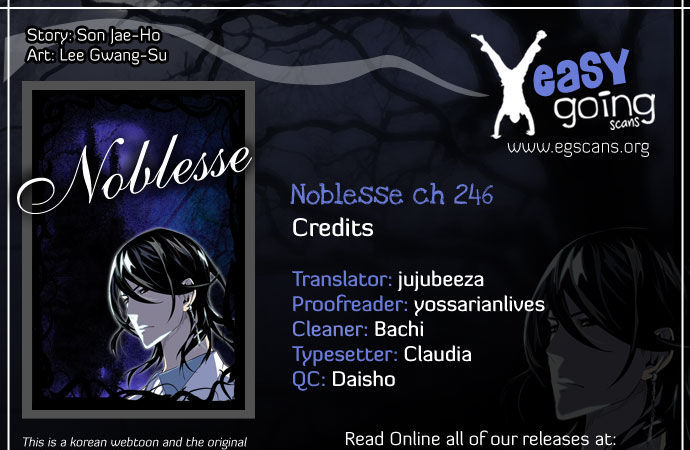 Story: Son Jae-Ho
Art: Lee Gwang-Su
easy
going
scans
www.egscans.org
Noblesse
Noblesse ch 246
Credits
Translator: jujubeeza
Proofreader: yossarianlives
Cleaner: Bachi
Typesetter: Claudia
QC: Daisho
This is a korean webtoon and the original
Read Online all of our releases at: